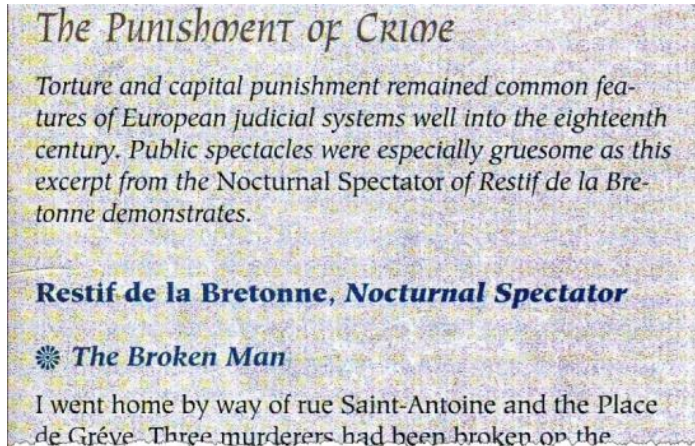 The Punishment of Crime
Torture and capital punishment remained common fea-
tures of European judicial systems well into the eighteenth
century. Public spectacles were especially gruesome as this
excerpt from the Nocturnal Spectator of Restif de la Bre-
tonne demonstrates.
Restif de la Bretonne, Nocturnal Spectator
The Broken Man
I went home by way of rue Saint-Antoine and the Place
de Gréve. Three murderers had been broken on the